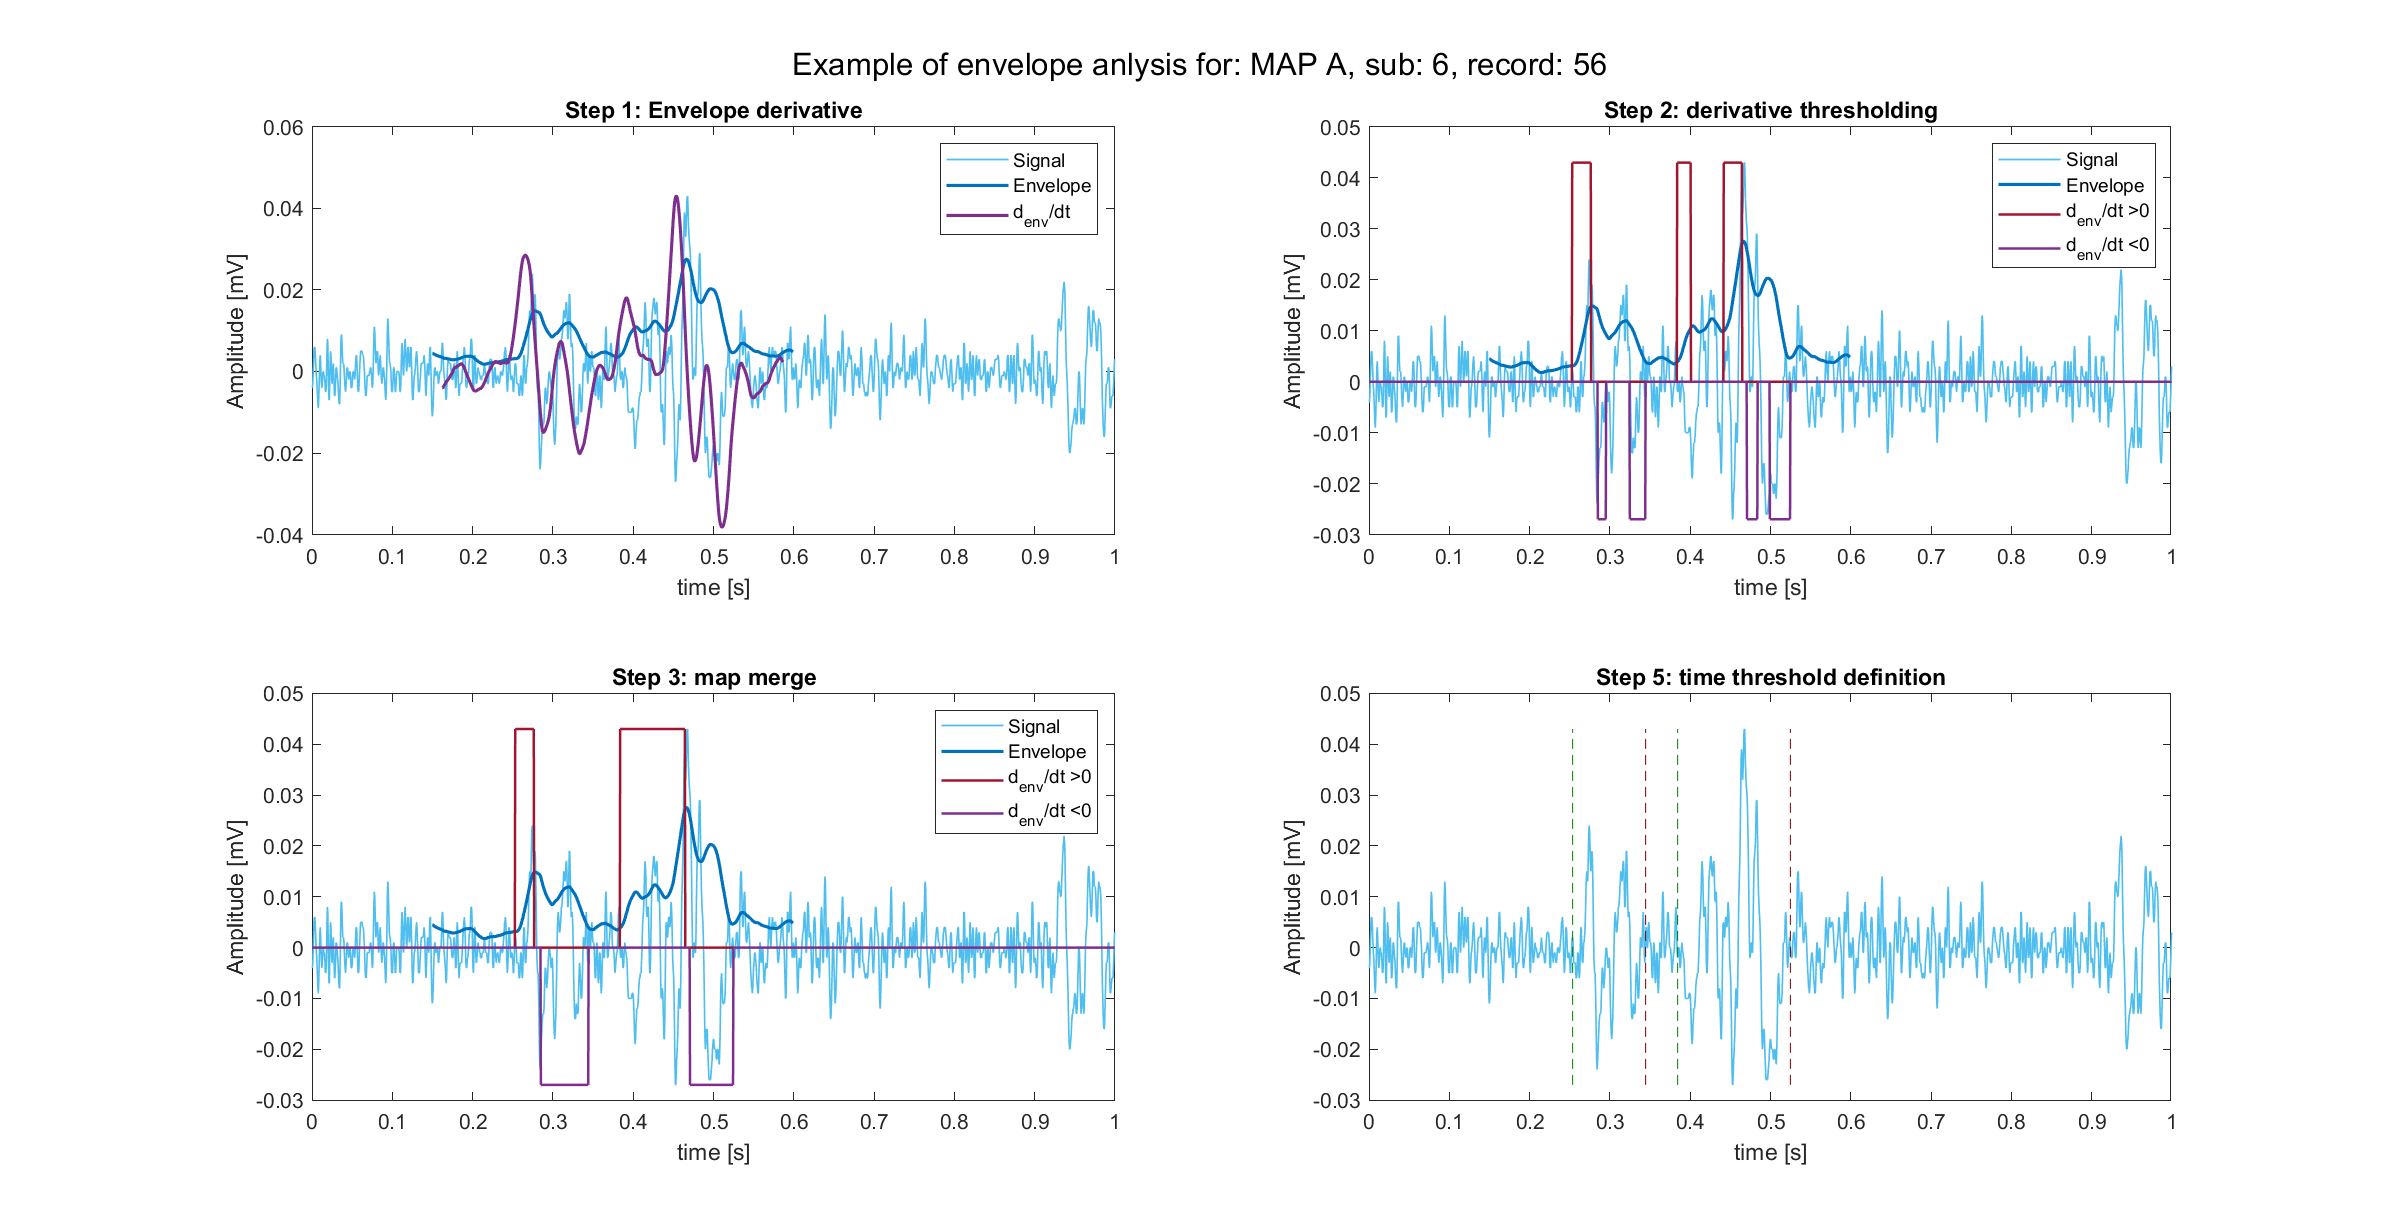 Example of envelope anlysis for: MAP A, sub: 6, record: 56
Step 1: Envelope derivative
0.06
0.04
0.02
0
-0.02
-0.04
Amplitude [mV]
Signal
Envelope
d_env/dt
0 0.1 0.2 0.3 0.4 0.5 0.6 0.7 0.8 0.9 1
time [s]
Step 2: derivative thresholding
0.05
0.04
0.03
0.02
0.01
0
-0.01
-0.02
-0.03
Amplitude [mV]
Signal
Envelope
d_env/dt >0
d_env/dt <0
0 0.1 0.2 0.3 0.4 0.5 0.6 0.7 0.8 0.9 1
time [s]
Step 3: map merge
0.05
0.04
0.03
0.02
0.01
0
-0.01
-0.02
-0.03
Amplitude [mV]
Signal
Envelope
d_env/dt >0
d_env/dt <0
0 0.1 0.2 0.3 0.4 0.5 0.6 0.7 0.8 0.9 1
time [s]
Step 5: time threshold definition
0.05
0.04
0.03
0.02
0.01
0
-0.01
-0.02
-0.03
Amplitude [mV]
0 0.1 0.2 0.3 0.4 0.5 0.6 0.7 0.8 0.9 1
time [s]